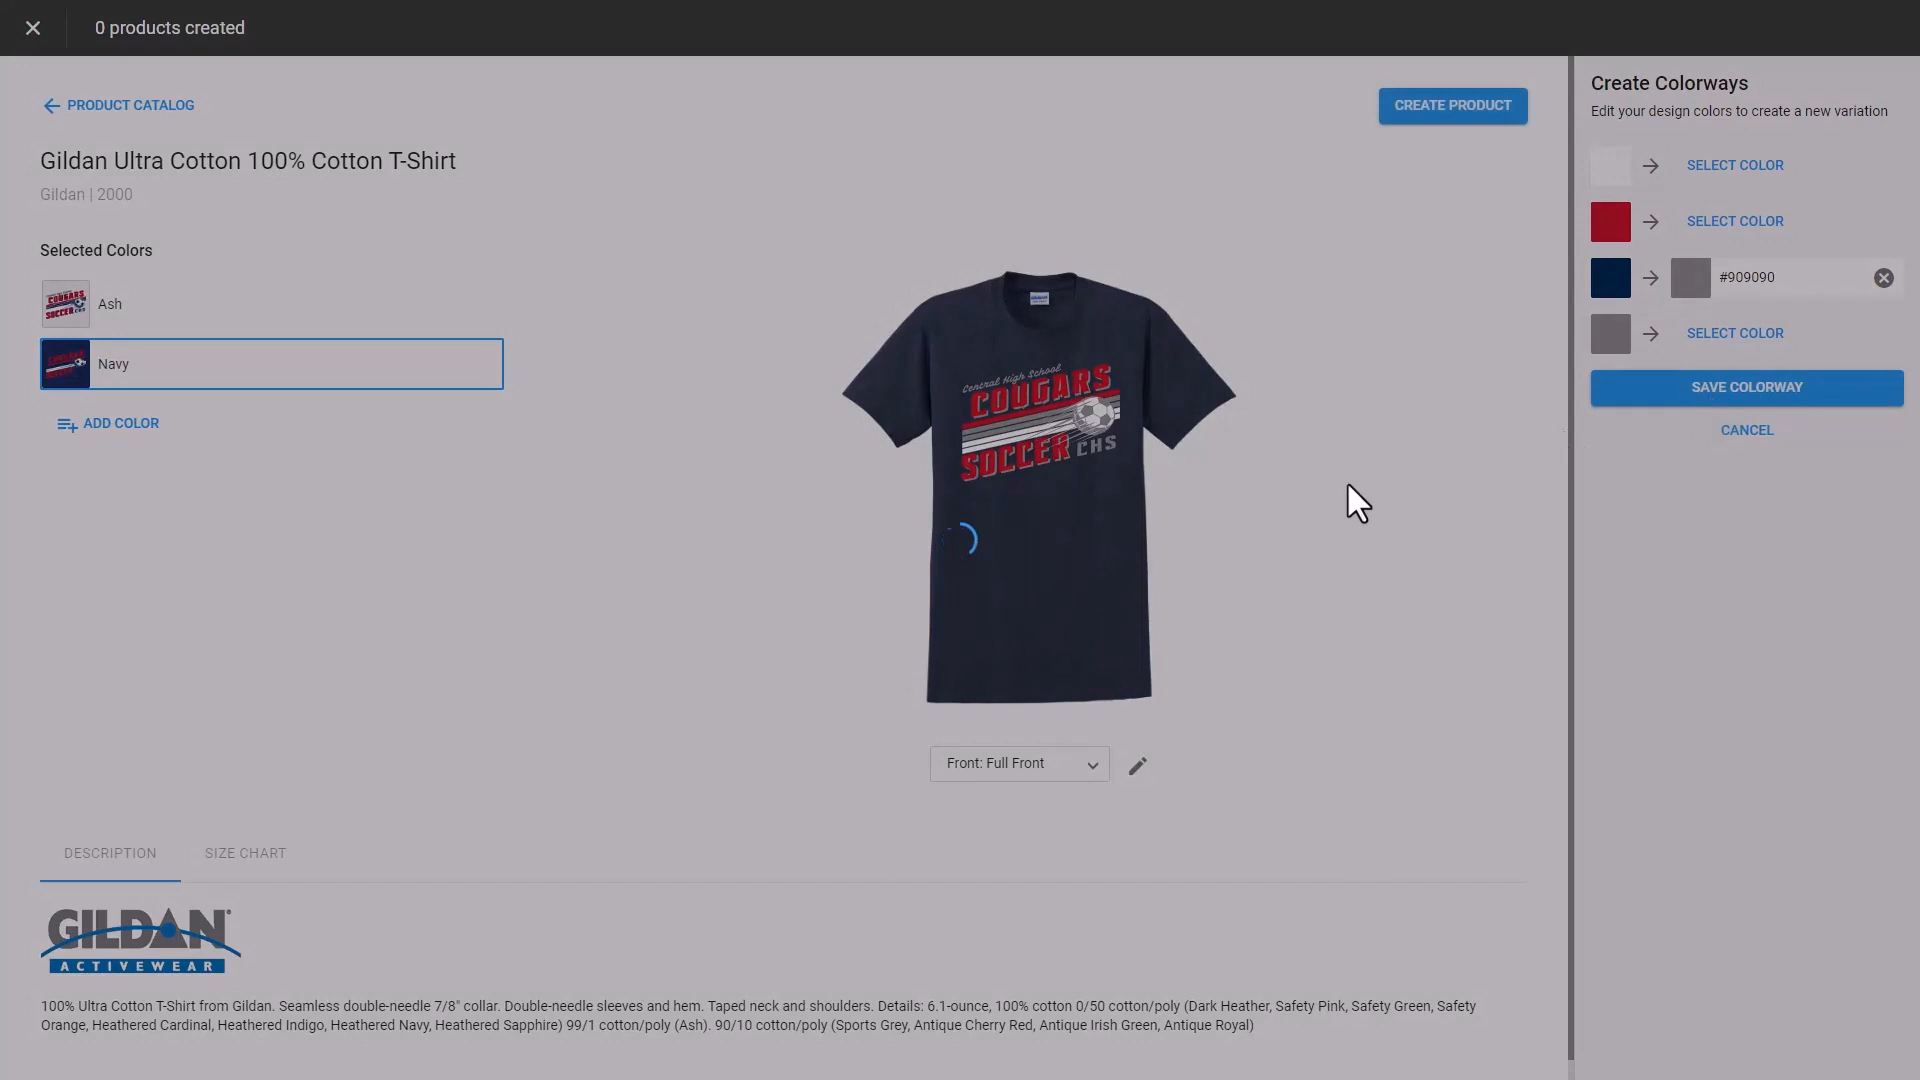 0 products created
PRODUCT CATALOG
CREATE PRODUCT
Gildan Ultra Cotton 100% Cotton T-Shirt
Gildan | 2000
Selected Colors
COUGARS
SOCCER CHS
Ash
Navy
ADD COLOR
Central High School
COUGARS
SOCCER CHS
Front: Full Front
DESCRIPTION
SIZE CHART
GILDAN
ACTIVEWEAR
100% Ultra Cotton T-Shirt from Gildan. Seamless double-needle 7/8" collar. Double-needle sleeves and hem. Taped neck and shoulders. Details: 6.1-ounce, 100% cotton 0/50 cotton/poly (Dark Heather, Safety Pink, Safety Green, Safety
Orange, Heathered Cardinal, Heathered Indigo, Heathered Navy, Heathered Sapphire) 99/1 cotton/poly (Ash). 90/10 cotton/poly (Sports Grey, Antique Cherry Red, Antique Irish Green, Antique Royal)
Create Colorways
Edit your design colors to create a new variation
SELECT COLOR
SELECT COLOR
#909090
SELECT COLOR
SAVE COLORWAY
CANCEL